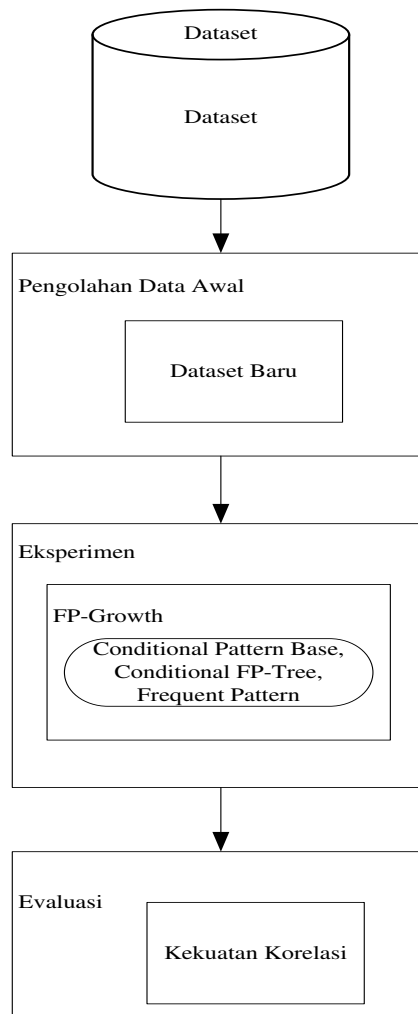 Dataset
Dataset
Pengolahan Data Awal
Dataset Baru
Eksperimen
FP-Growth
Conditional Pattern Base,
Conditional FP-Tree,
Frequent Pattern
Evaluasi
Kekuatan Korelasi